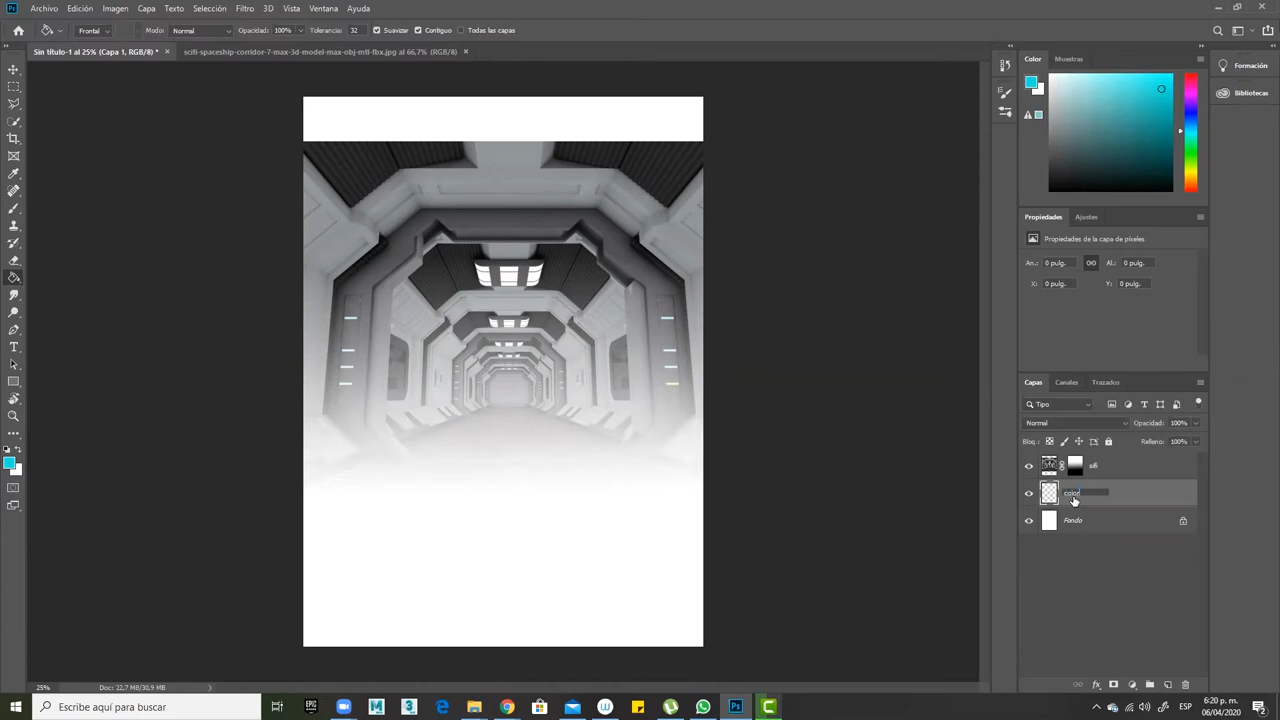 Archivo Edición Imagen Capa Texto Selección Filtro 3D Vista Ventana Ayuda
Frontal Modo: Normal Opacidad: 100% Tolerancia: 32 Suavizar Contiguo Todas las capas
Sin título-1 al 25% (Capa 1, RGB/8) * scifi-spaceship-corridor-7-max-3d-model-max-obj-mtl-fbx.jpg al 66,7% (RGB/8)
Color Muestras
Formación
Bibliotecas
Propiedades Ajustes
Propiedades de la capa de píxeles
An.: 0 pulg. Al.: 0 pulg.
X: 0 pulg. Y: 0 pulg.
Capas Canales Trazados
Tipo
Normal Opacidad: 100%
Bloq.: Relleno: 100%
sifi
color
Fondo
25% Doc: 22,7 MB/30,9 MB
Escribe aquí para buscar
ESP
6:20 p. m.
06/04/2020